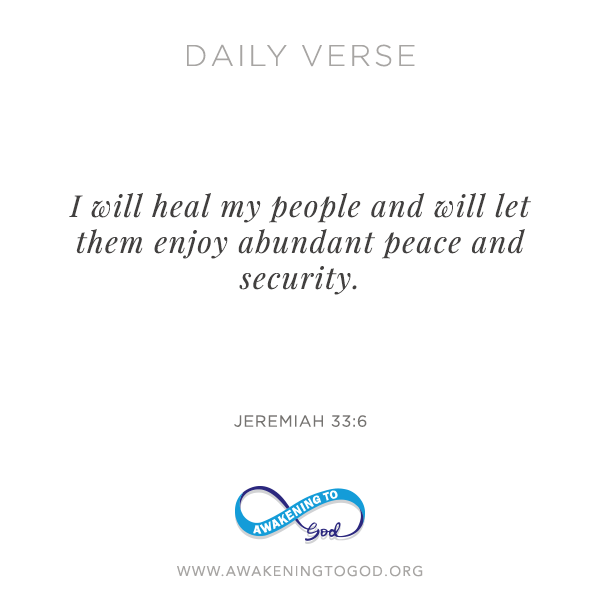 DAILY VERSE
I will heal my people and will let
them enjoy abundant peace and
security.
JEREMIAH 33:6
AWAKENING TO
God
WWW.AWAKENINGTOGOD.ORG